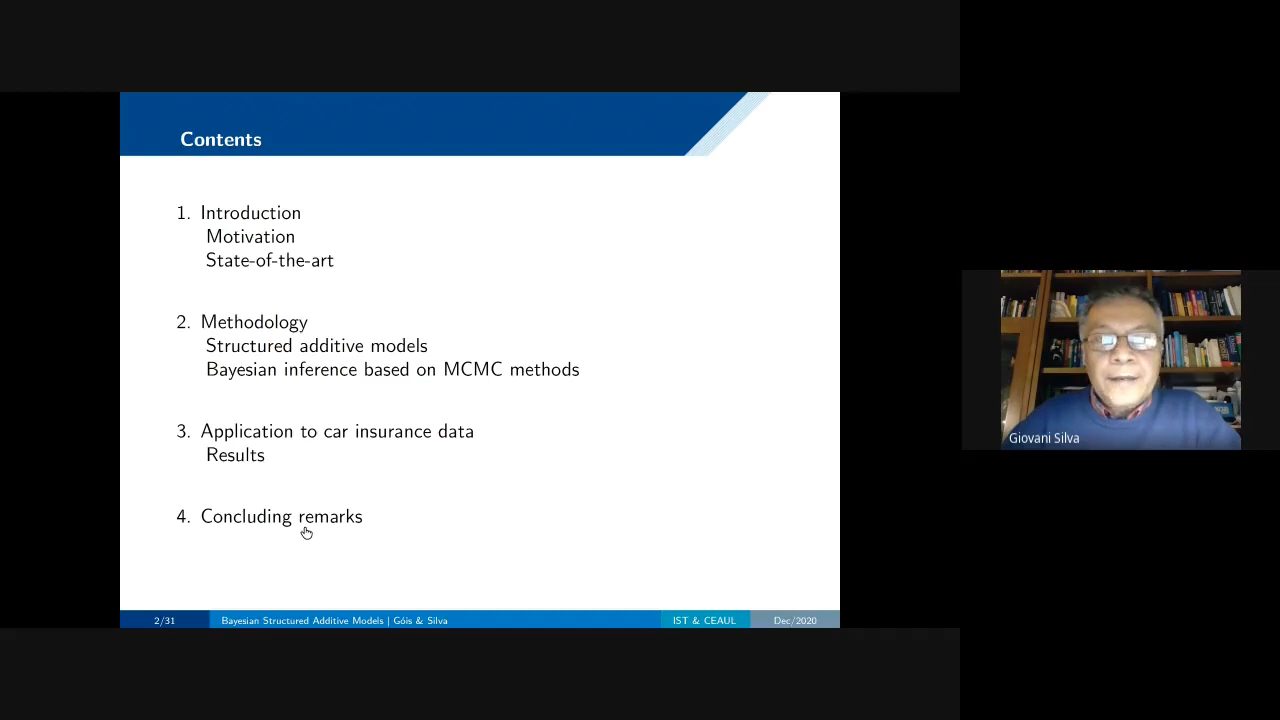 Contents
1. Introduction
Motivation
State-of-the-art
2. Methodology
Structured additive models
Bayesian inference based on MCMC methods
3. Application to car insurance data
Results
4. Concluding remarks
2/31
Bayesian Structured Additive Models | Góis & Silva
IST & CEAUL
Dec/2020
Giovani Silva